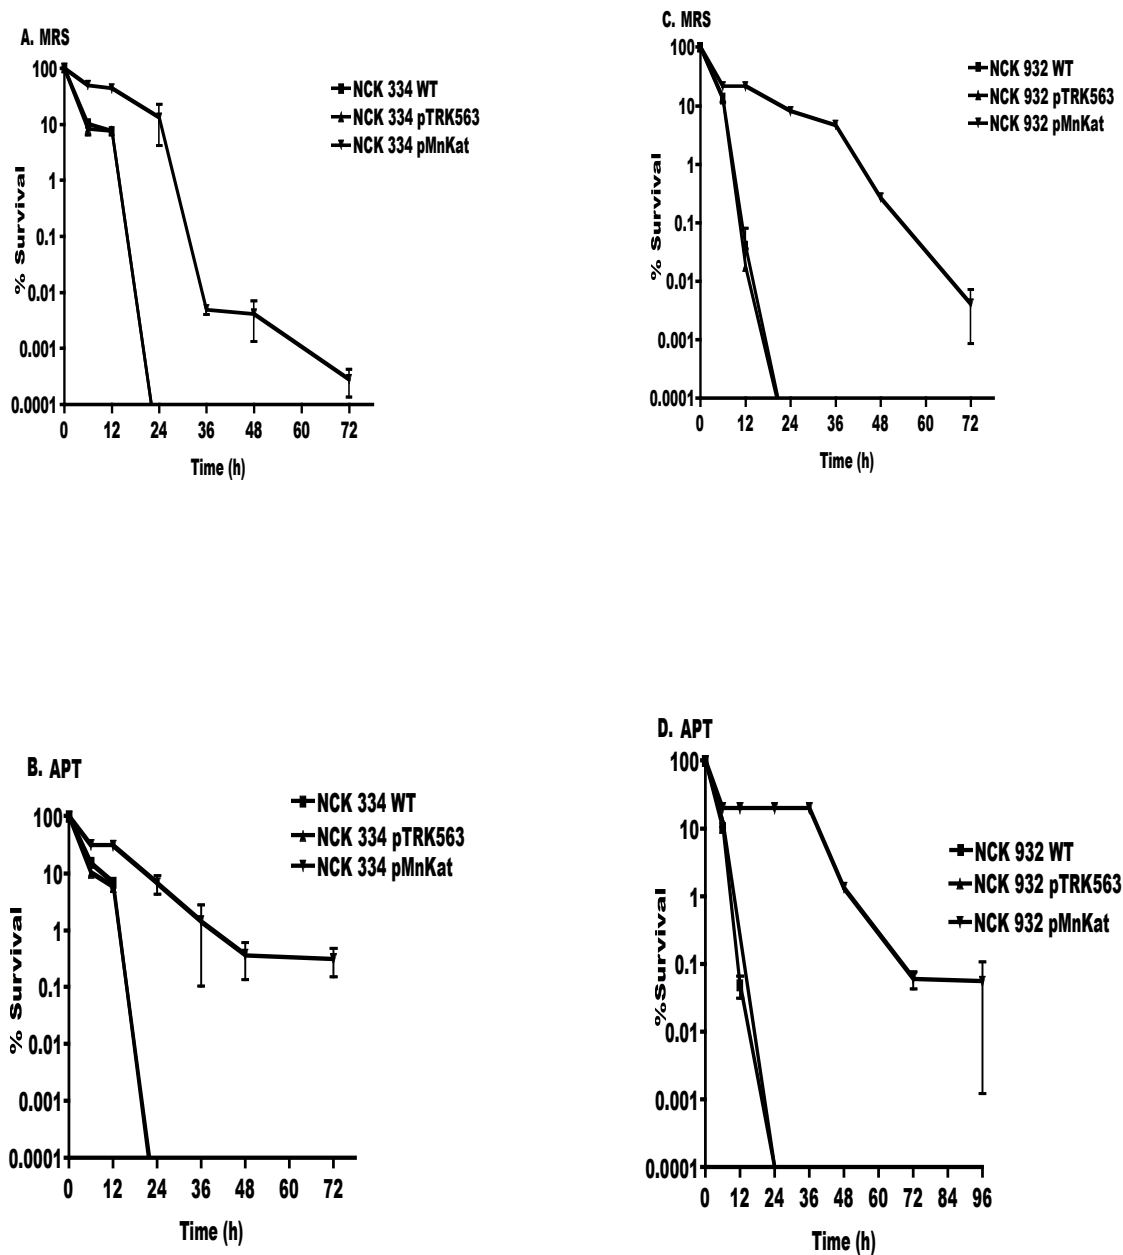 A. MRS
NCK 334 WT
NCK 334 pTRK563
NCK 334 pMnKat
% Survival
100
10
1
0.1
0.01
0.001
0.0001
0 12 24 36 48 60 72
Time (h)
C. MRS
NCK 932 WT
NCK 932 pTRK563
NCK 932 pMnKat
% Survival
100
10
1
0.1
0.01
0.001
0.0001
0 12 24 36 48 60 72
Time (h)
B. APT
NCK 334 WT
NCK 334 pTRK563
NCK 334 pMnKat
% Survival
100
10
1
0.1
0.01
0.001
0.0001
0 12 24 36 48 60 72
Time (h)
D. APT
NCK 932 WT
NCK 932 pTRK563
NCK 932 pMnKat
%Survival
100
10
1
0.1
0.01
0.001
0.0001
0 12 24 36 48 60 72 84 96
Time (h)